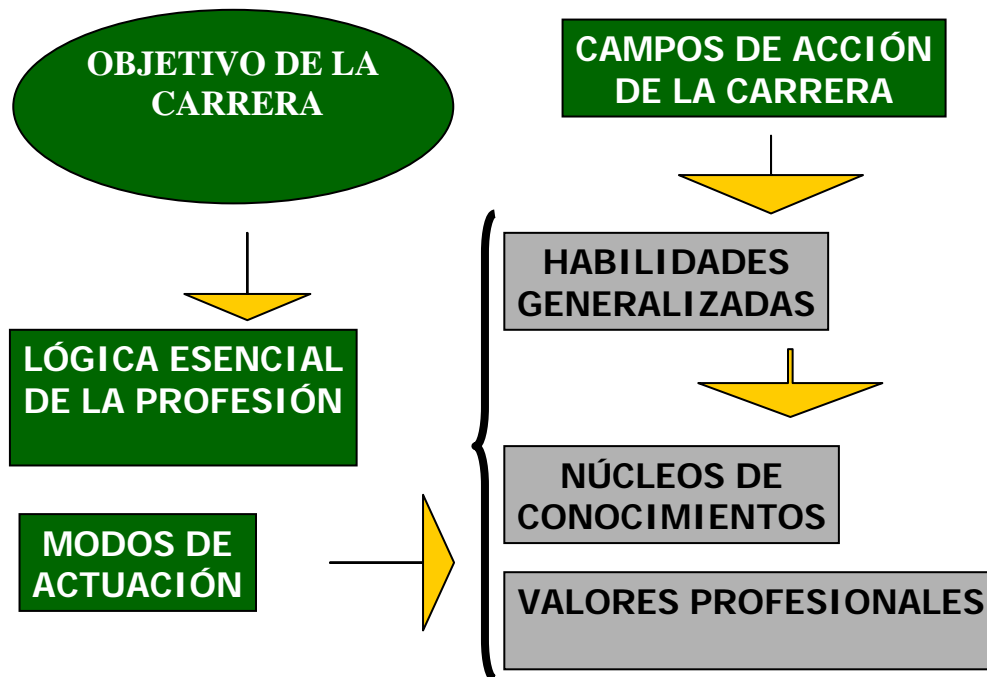 OBJETIVO DE LA
CARRERA
CAMPOS DE ACCIÓN
DE LA CARRERA
HABILIDADES
GENERALIZADAS
LÓGICA ESENCIAL
DE LA PROFESIÓN
NÚCLEOS DE
CONOCIMIENTOS
MODOS DE
ACTUACIÓN
VALORES PROFESIONALES